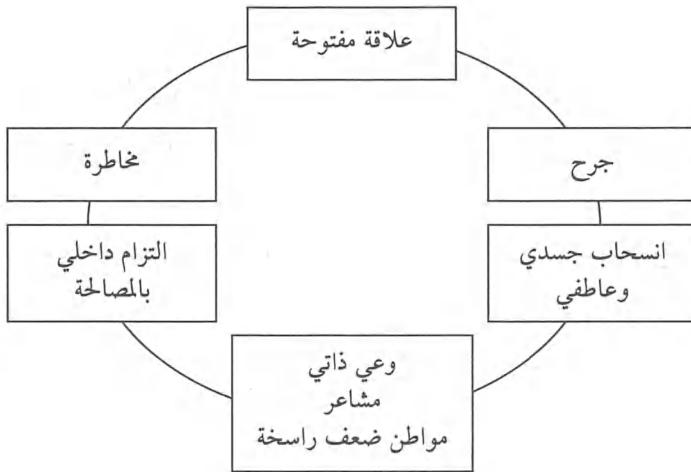 علاقة مفتوحة
جرح
انسحاب جسدي
وعاطفي
وعي ذاتي
مشاعر
مواطن ضعف راسخة
التزام داخلي
بالمصالحة
مخاطرة